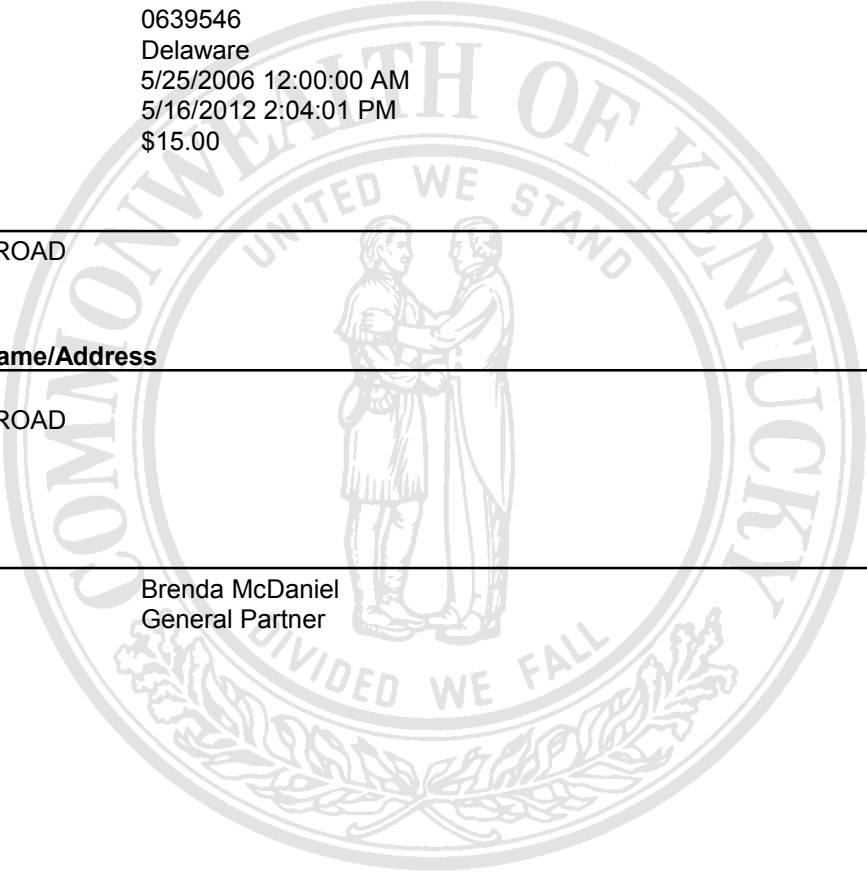 0639546
Delaware
5/25/2006 12:00:00 AM
5/16/2012 2:04:01 PM
$15.00
ROAD
ame/Address
ROAD
Brenda McDaniel
General Partner
COMMONWEALTH OF KENTUCKY
UNITED WE STAND
DIVIDED WE FALL